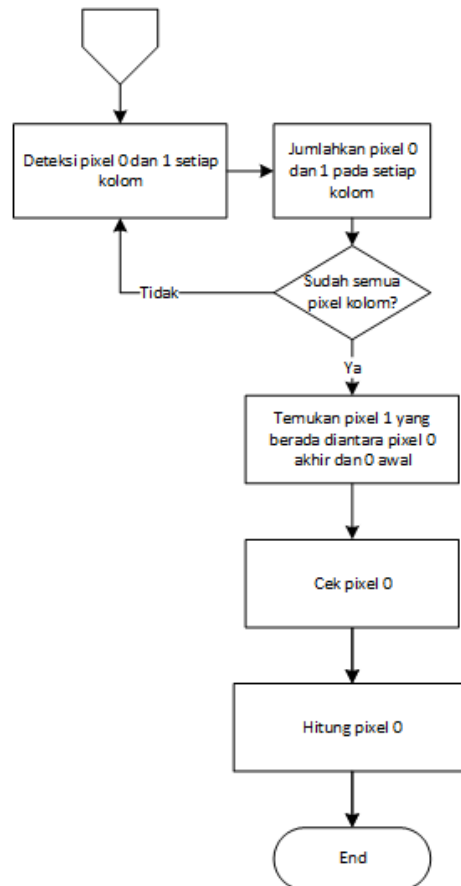 Deteksi pixel 0 dan 1 setiap
kolom
Jumlahkan pixel 0
dan 1 pada setiap
kolom
Sudah semua
pixel kolom?
Tidak
Ya
Temukan pixel 1 yang
berada diantara pixel 0
akhir dan 0 awal
Cek pixel 0
Hitung pixel 0
End